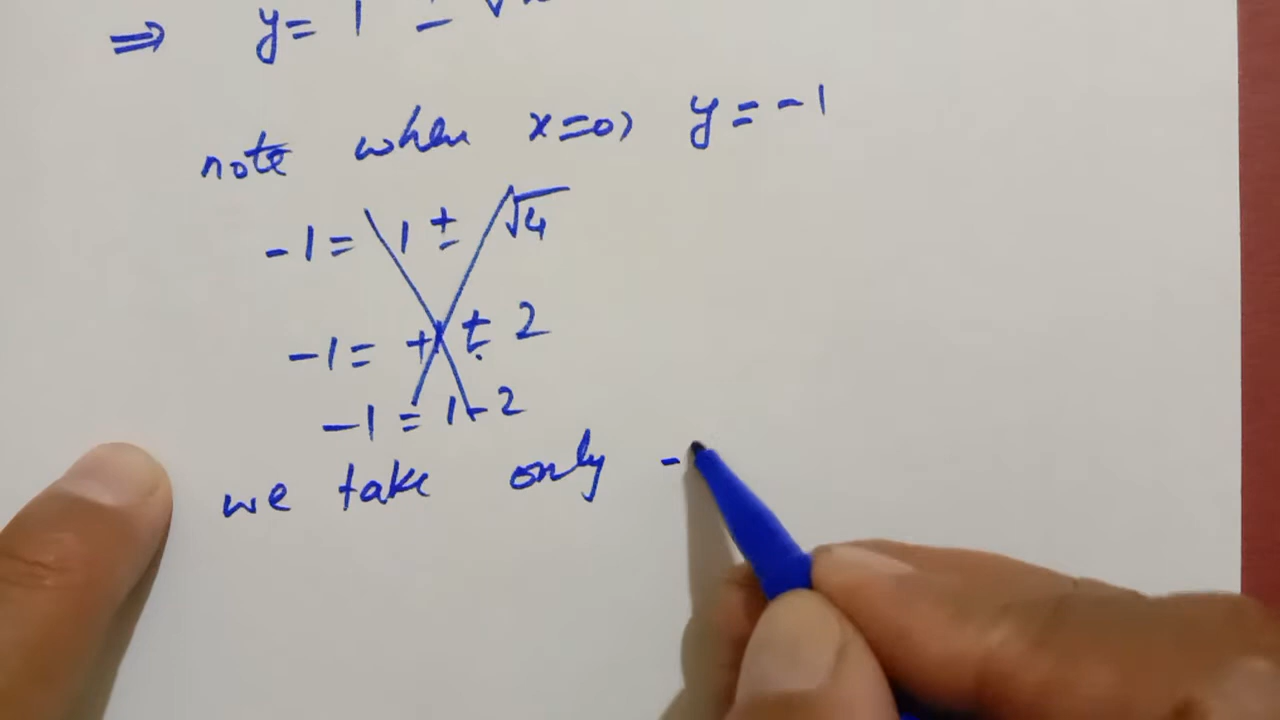 ⇒ y = 1 ± √
note when x=0, y = -1
-1 = 1 ± √4
-1 = +1 ± 2
-1 = 1-2
we take only -